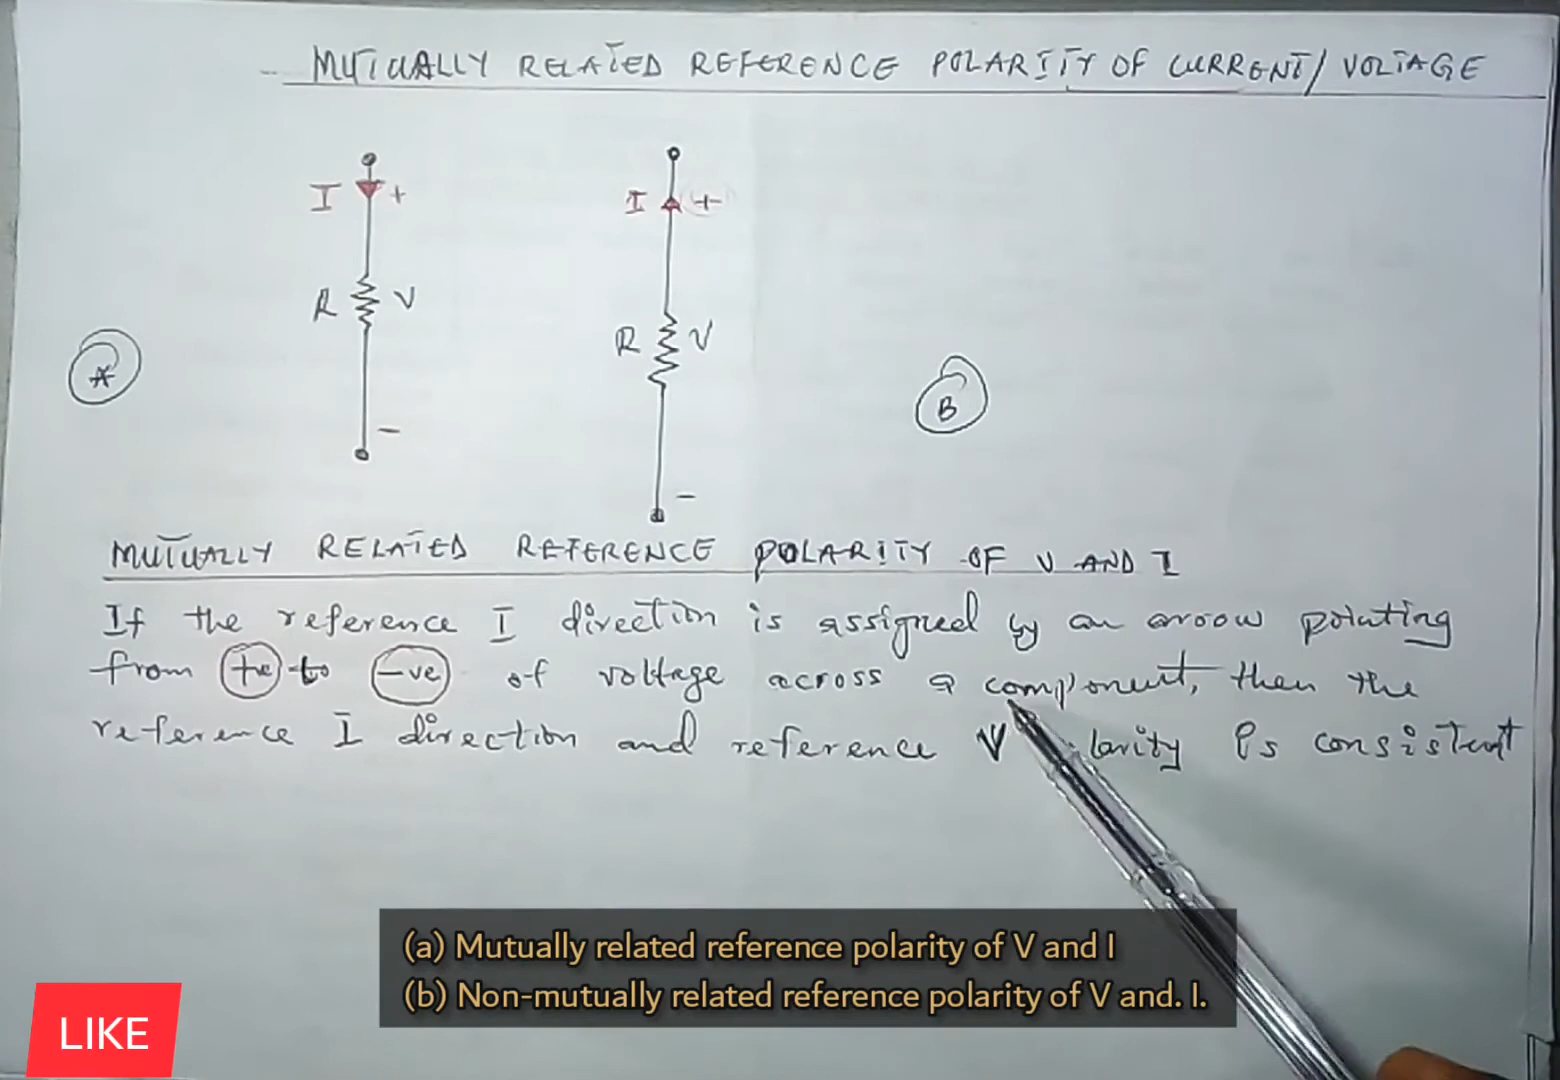 MUTUALLY RELATED REFERENCE POLARITY OF CURRENT/ VOLTAGE
I + I +
R V R V
A B
- -
MUTUALLY RELATED REFERENCE POLARITY OF V AND I
If the reference I direction is assigned by an arrow pointing
from +ve to -ve of voltage across a component, then the
reference I direction and reference V larity is consistent
(a) Mutually related reference polarity of V and I
(b) Non-mutually related reference polarity of V and. I.
LIKE